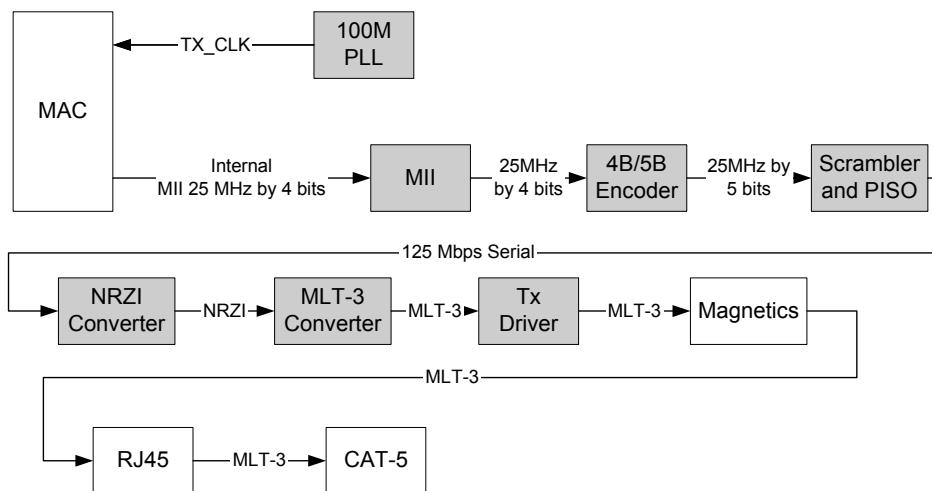 TX_CLK
100M
PLL
MAC
Internal
MII 25 MHz by 4 bits
MII
25MHz
by 4 bits
4B/5B
Encoder
25MHz by
5 bits
Scrambler
and PISO
125 Mbps Serial
NRZI
Converter
NRZI
MLT-3
Converter
MLT-3
Tx
Driver
MLT-3
Magnetics
MLT-3
RJ45
MLT-3
CAT-5